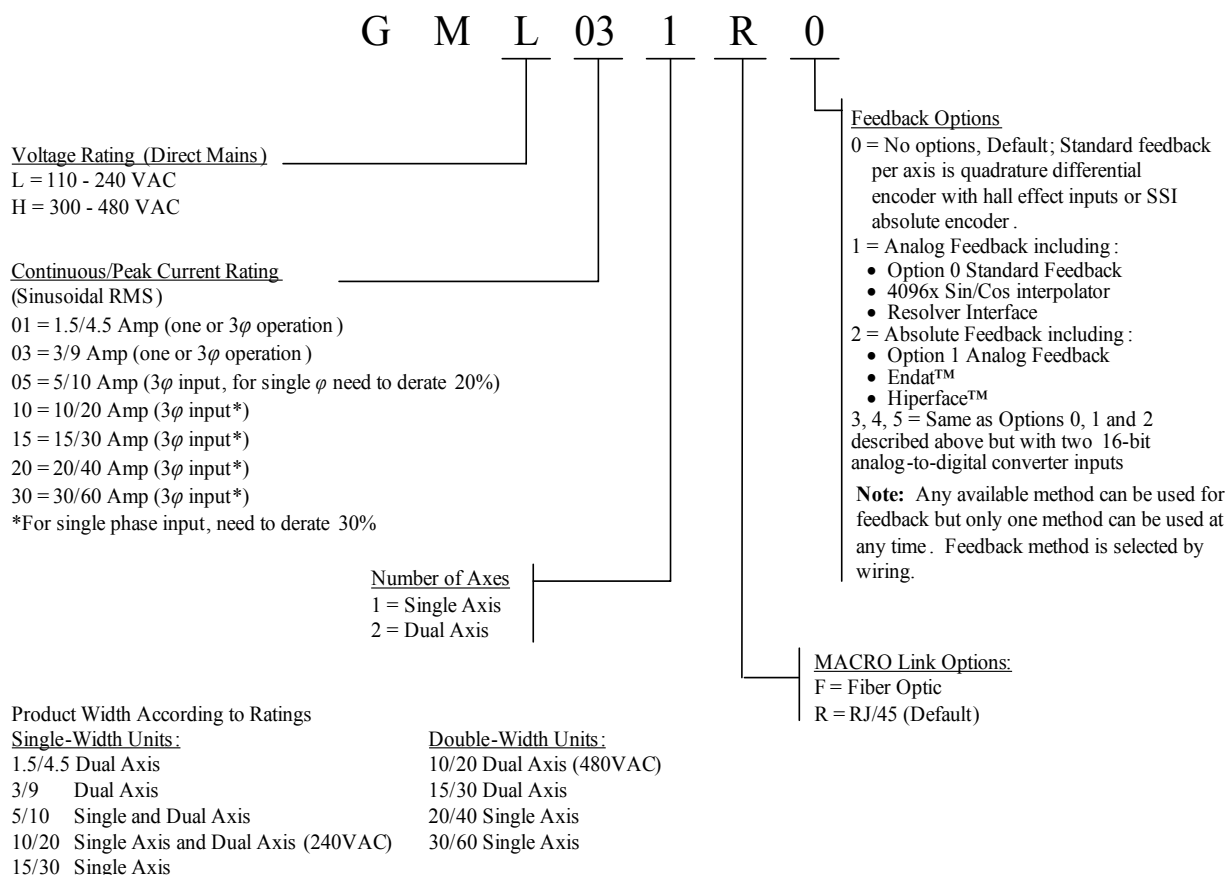 G M L 03 1 R 0
Voltage Rating (Direct Mains)
L = 110 - 240 VAC
H = 300 - 480 VAC
Continuous/Peak Current Rating
(Sinusoidal RMS)
01 = 1.5/4.5 Amp (one or 3φ operation)
03 = 3/9 Amp (one or 3φ operation)
05 = 5/10 Amp (3φ input, for single φ need to derate 20%)
10 = 10/20 Amp (3φ input*)
15 = 15/30 Amp (3φ input*)
20 = 20/40 Amp (3φ input*)
30 = 30/60 Amp (3φ input*)
*For single phase input, need to derate 30%
Number of Axes
1 = Single Axis
2 = Dual Axis
Feedback Options
0 = No options, Default; Standard feedback
per axis is quadrature differential
encoder with hall effect inputs or SSI
absolute encoder.
1 = Analog Feedback including:
• Option 0 Standard Feedback
• 4096x Sin/Cos interpolator
• Resolver Interface
2 = Absolute Feedback including:
• Option 1 Analog Feedback
• Endat™
• Hiperface™
3, 4, 5 = Same as Options 0, 1 and 2
described above but with two 16-bit
analog-to-digital converter inputs
Note: Any available method can be used for
feedback but only one method can be used at
any time. Feedback method is selected by
wiring.
MACRO Link Options:
F = Fiber Optic
R = RJ/45 (Default)
Product Width According to Ratings
Single-Width Units:
1.5/4.5 Dual Axis
3/9 Dual Axis
5/10 Single and Dual Axis
10/20 Single Axis and Dual Axis (240VAC)
15/30 Single Axis
Double-Width Units:
10/20 Dual Axis (480VAC)
15/30 Dual Axis
20/40 Single Axis
30/60 Single Axis